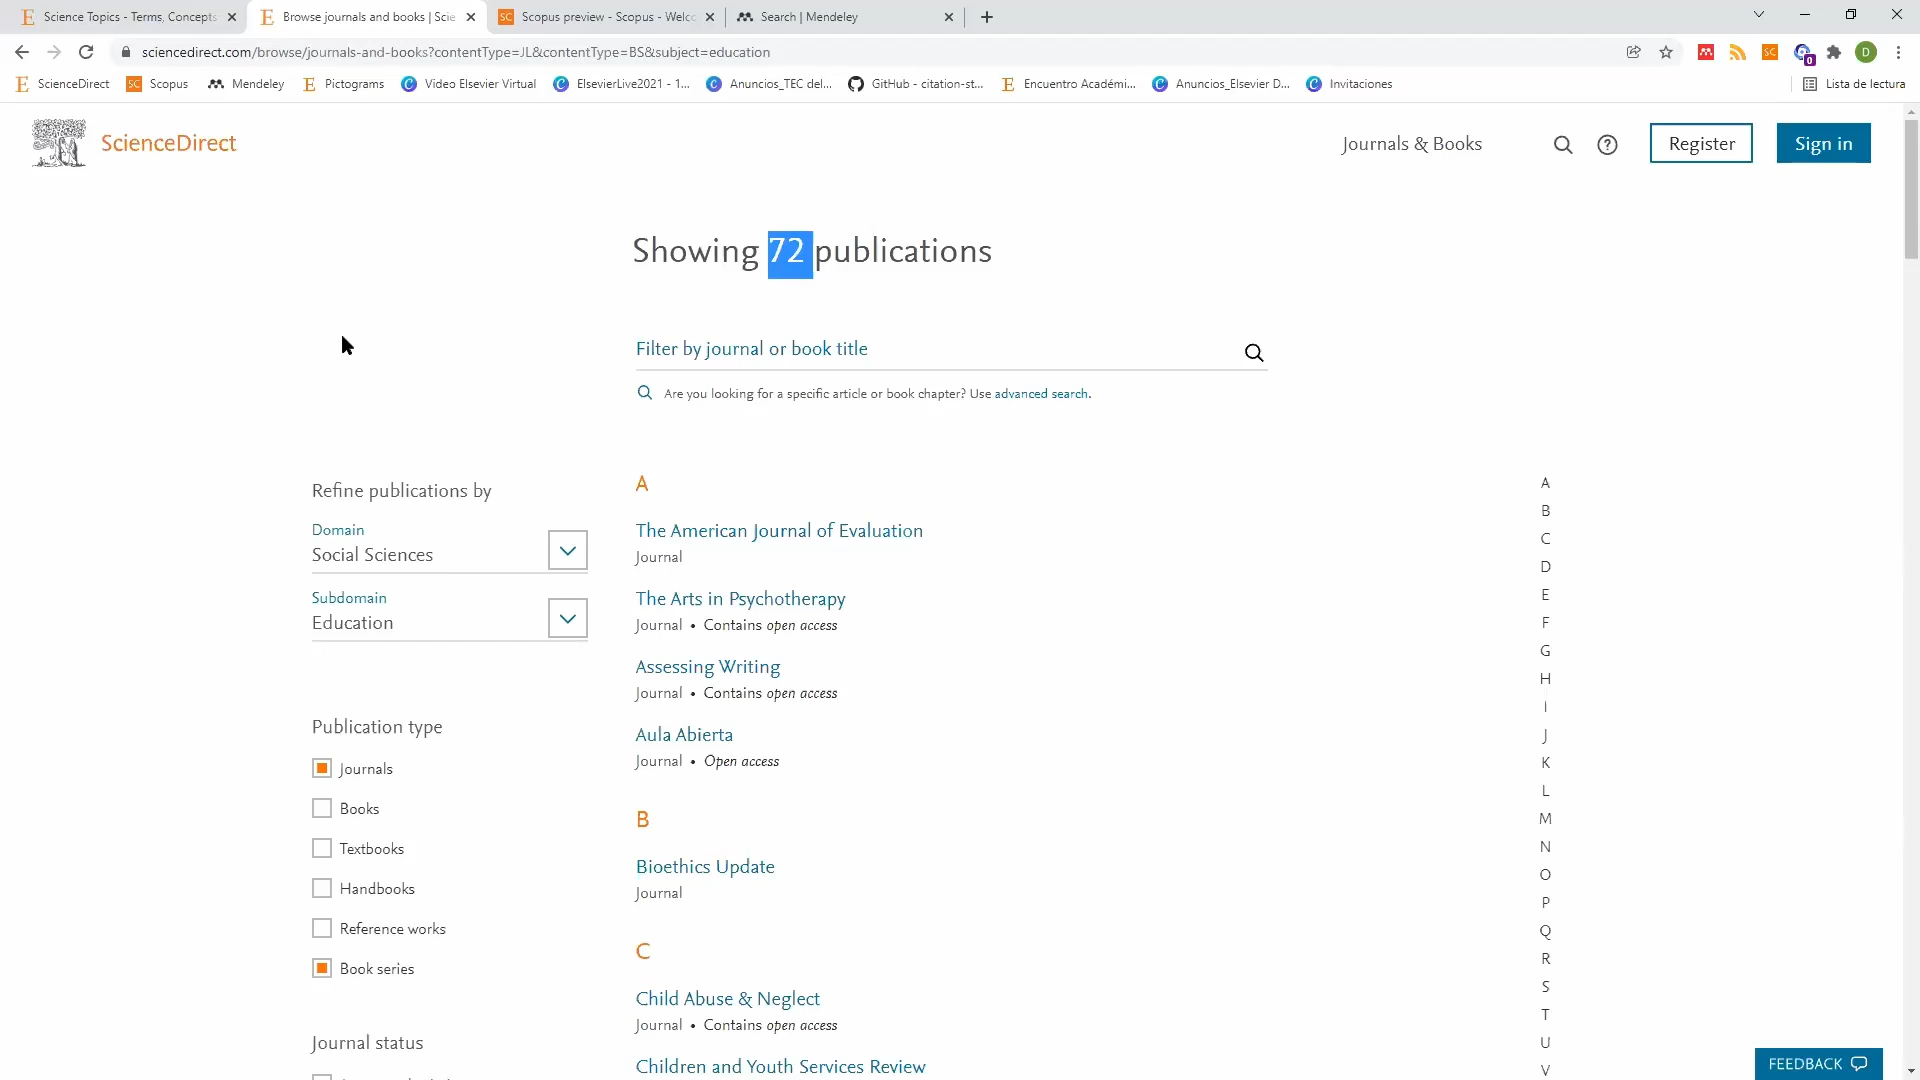 Science Topics - Terms, Concepts
Browse journals and books | Scie
SC Scopus preview - Scopus - Welc
Search | Mendeley
sciencedirect.com/browse/journals-and-books?contentType=JL&contentType=BS&subject=education
SC
0
D
ScienceDirect
SC Scopus
Mendeley
Pictograms
Video Elsevier Virtual
ElsevierLive2021 - 1...
Anuncios_TEC del...
GitHub - citation-st...
Encuentro Académi...
Anuncios_Elsevier D...
Invitaciones
Lista de lectura
ScienceDirect
Journals & Books
Register
Sign in
Showing 72 publications
Filter by journal or book title
Are you looking for a specific article or book chapter? Use advanced search.
Refine publications by
Domain
Social Sciences
Subdomain
Education
Publication type
Journals
Books
Textbooks
Handbooks
Reference works
Book series
Journal status
A
The American Journal of Evaluation
Journal
The Arts in Psychotherapy
Journal • Contains open access
Assessing Writing
Journal • Contains open access
Aula Abierta
Journal • Open access
B
Bioethics Update
Journal
C
Child Abuse & Neglect
Journal • Contains open access
Children and Youth Services Review
A
B
C
D
E
F
G
H
I
J
K
L
M
N
O
P
Q
R
S
T
U
V
FEEDBACK